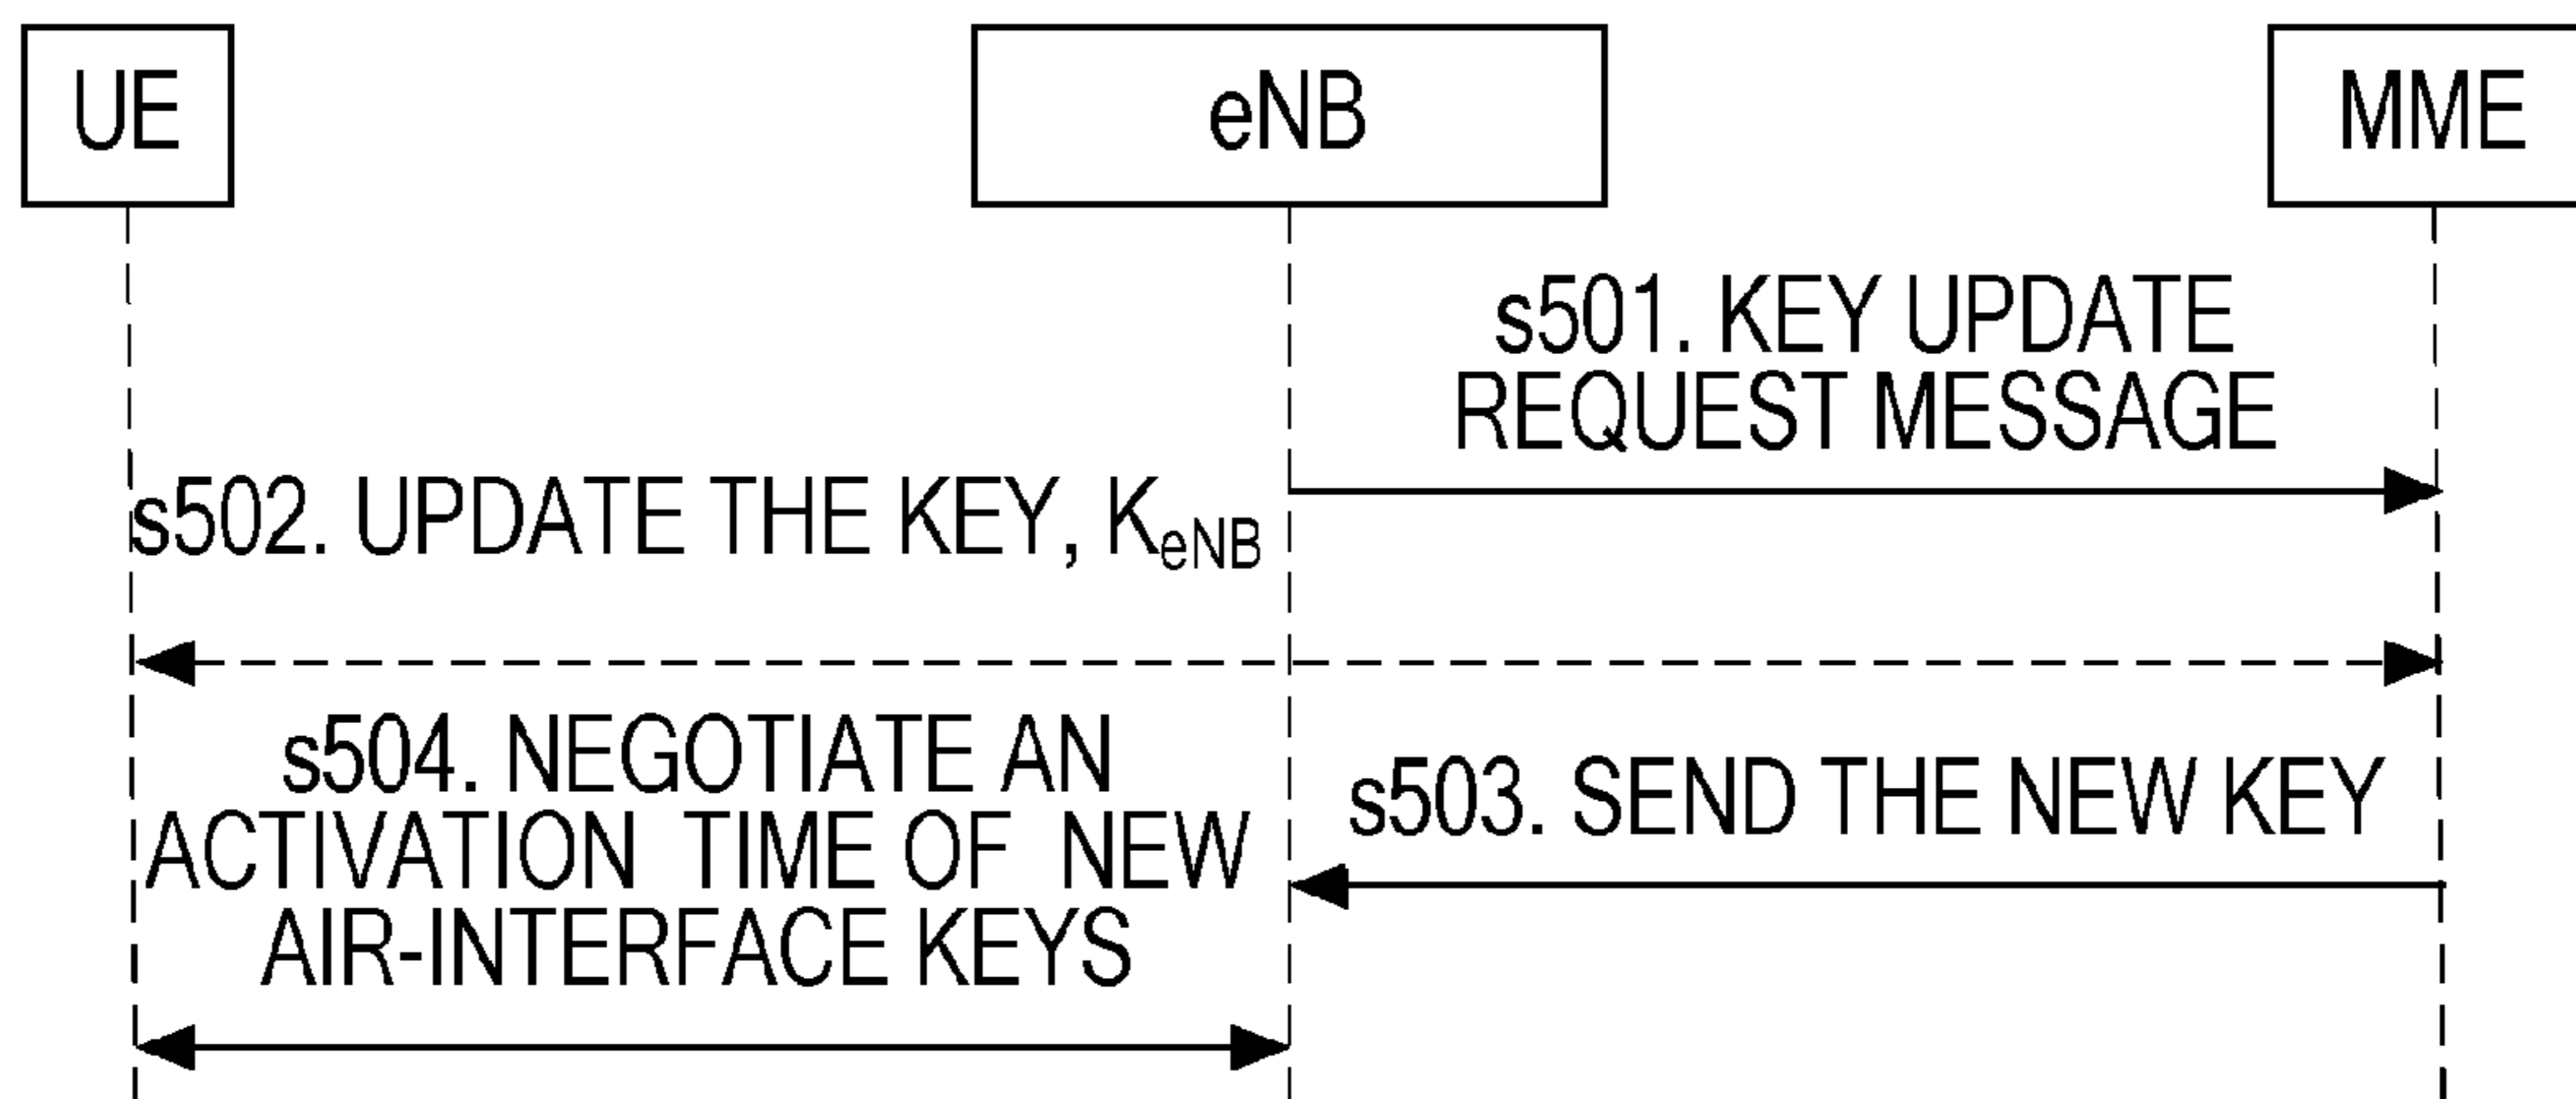 UE
eNB
MME
s501. KEY UPDATE
REQUEST MESSAGE
s502. UPDATE THE KEY, KeNB
s504. NEGOTIATE AN
ACTIVATION TIME OF NEW
AIR-INTERFACE KEYS
s503. SEND THE NEW KEY